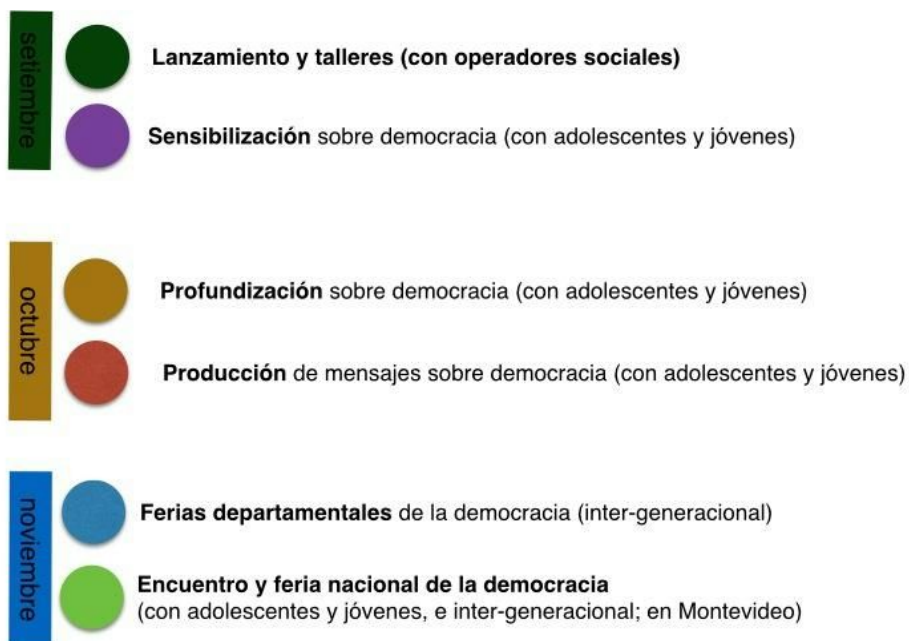 setiembre
Lanzamiento y talleres (con operadores sociales)
Sensibilización sobre democracia (con adolescentes y jóvenes)
octubre
Profundización sobre democracia (con adolescentes y jóvenes)
Producción de mensajes sobre democracia (con adolescentes y jóvenes)
noviembre
Ferias departamentales de la democracia (inter-generacional)
Encuentro y feria nacional de la democracia
(con adolescentes y jóvenes, e inter-generacional; en Montevideo)